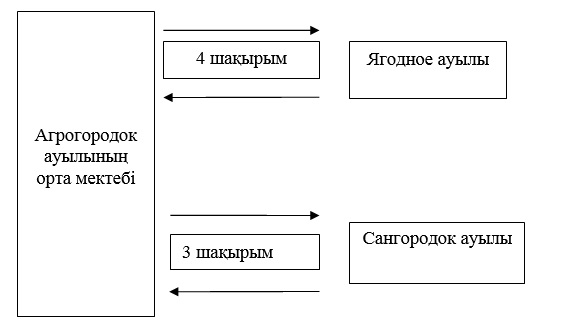 4 шақырым
Ягодное ауылы
Агрогородок
ауылының
орта мектебі
3 шақырым
Сангородок ауылы